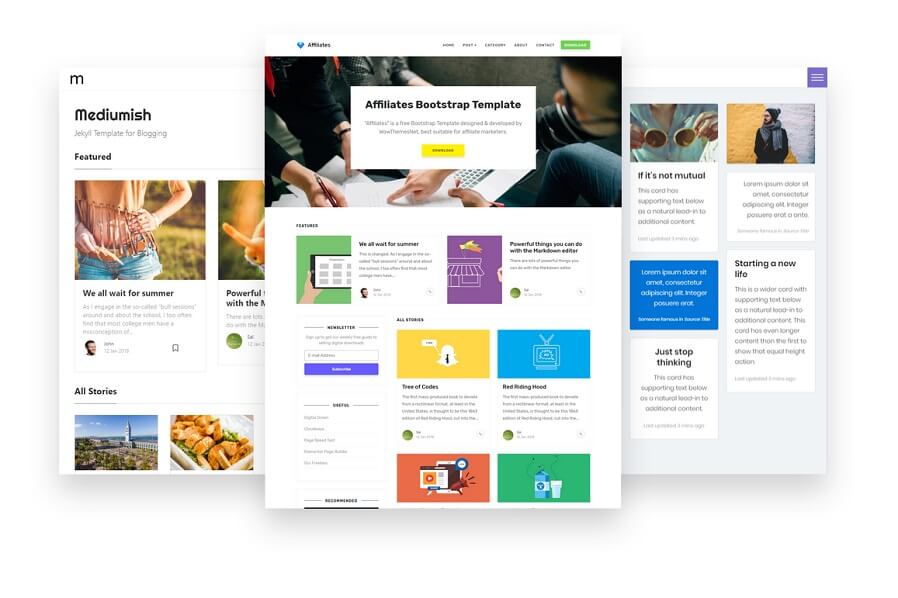 m
Mediumish
Jekyll Template for Blogging
Featured
We all wait for summer
As I engage in the so-called "bull sessions"
around and about the school, I too often
find that most college men have a
misconception of...
John
12 Jan 2018
Powerful t
with the M
There are lots
do with the Ma
Sal
12 Jan
All Stories
Affiliates
HOME
POST
CATEGORY
ABOUT
CONTACT
DOWNLOAD
Affiliates Bootstrap Template
"Affiliates" is a free Bootstrap Template designed & developed by
WowThemesNet, best suitable for affiliate marketers.
DOWNLOAD
FEATURED
We all wait for summer
This is changed. As I engage in the so-
called "bull sessions" around and about
the school, I too often find that most
college men have...
John
12 Jan 2018
Powerful things you can do
with the Markdown editor
There are lots of powerful things you
can do with the Markdown editor
Sal
12 Jan 2018
NEWSLETTER
Sign up to get our weekly free guide to
selling digital downloads.
E-mail Address
Subscribe
USEFUL
Digital Ocean
Cloudways
Page Speed Test
Elementor Page Builder
Our Freebies
RECOMMENDED
ALL STORIES
Tree of Codes
The first mass-produced book to deviate
from a rectilinear format, at least in the
United States, is thought to be this 1863
edition of Red Riding Hood, cut into the...
Sal
12 Jan 2018
Red Riding Hood
The first mass-produced book to deviate
from a rectilinear format, at least in the
United States, is thought to be this 1863
edition of Red Riding Hood, cut into the...
Sal
12 Jan 2018
If it's not mutual
This card has
supporting text below
as a natural lead-in to
additional content.
Last updated 3 mins ago
Lorem ipsum dolor sit
amet, consectetur
adipiscing elit. Integer
posuere erat a ante.
Someone famous in Source Title
Lorem ipsum dolor sit
amet, consectetur
adipiscing elit. Integer
posuere erat.
Someone famous in Source Title
Starting a new
life
This is a wider card with
supporting text below
as a natural lead-in to
additional content. This
card has even longer
content than the first to
show that equal height
action.
Last updated 3 mins ago
Just stop
thinking
This card has
supporting text below
as a natural lead-in to
additional content.
Last updated 3 mins ago